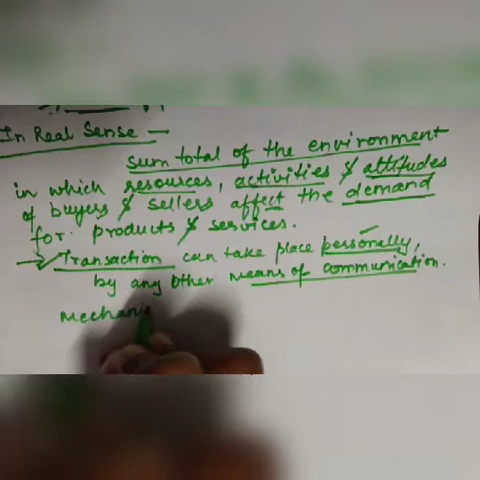 In Real Sense —
sum total of the environment
in which resources, activities & attitudes
of buyers & sellers affect the demand
for products & services.
→ Transaction can take place personally,
by any other means of communication.